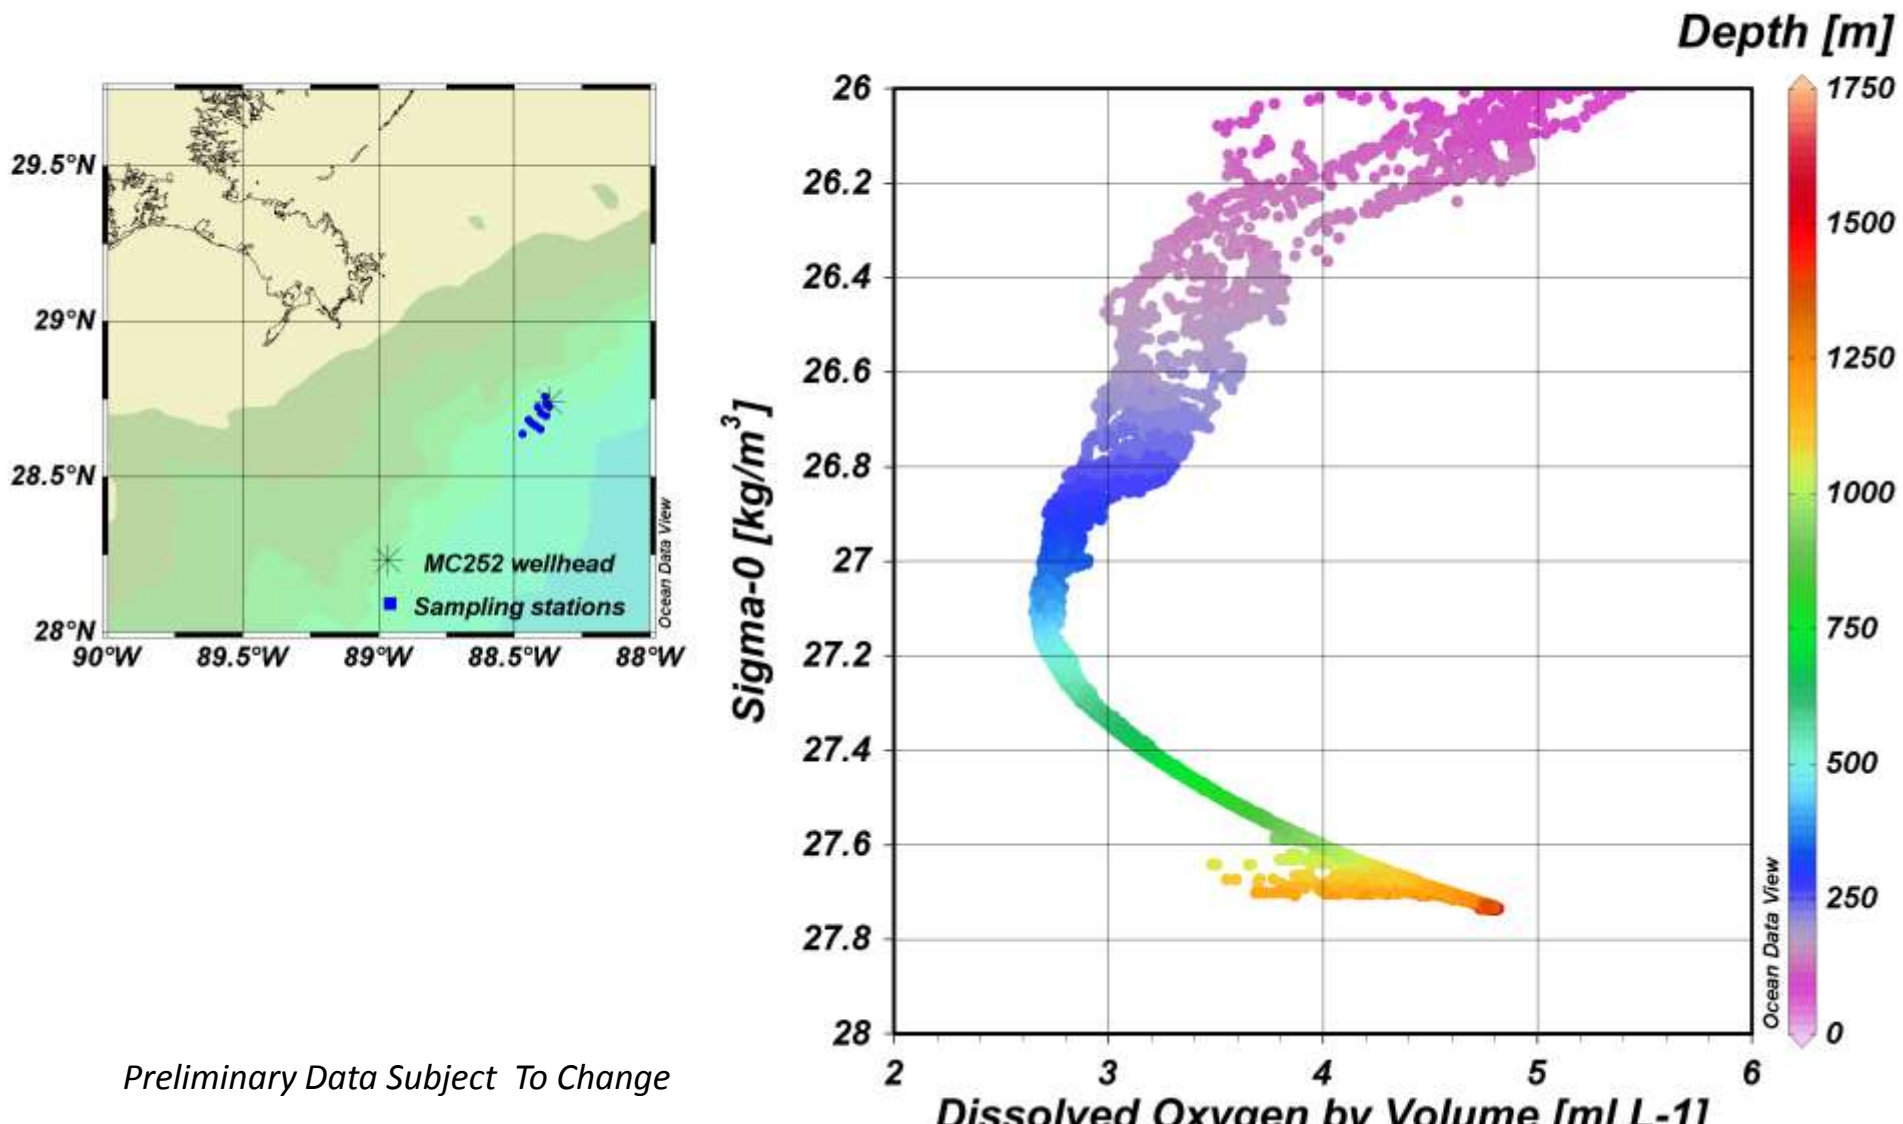 Depth [m]
29.5°N
29°N
28.5°N
28°N
90°W 89.5°W 89°W 88.5°W 88°W
MC252 wellhead
Sampling stations
Ocean Data View
Sigma-0 [kg/m³]
26
26.2
26.4
26.6
26.8
27
27.2
27.4
27.6
27.8
28
2 3 4 5 6
Dissolved Oxygen by Volume [ml L-1]
Ocean Data View
1750
1500
1250
1000
750
500
250
0
Preliminary Data Subject To Change